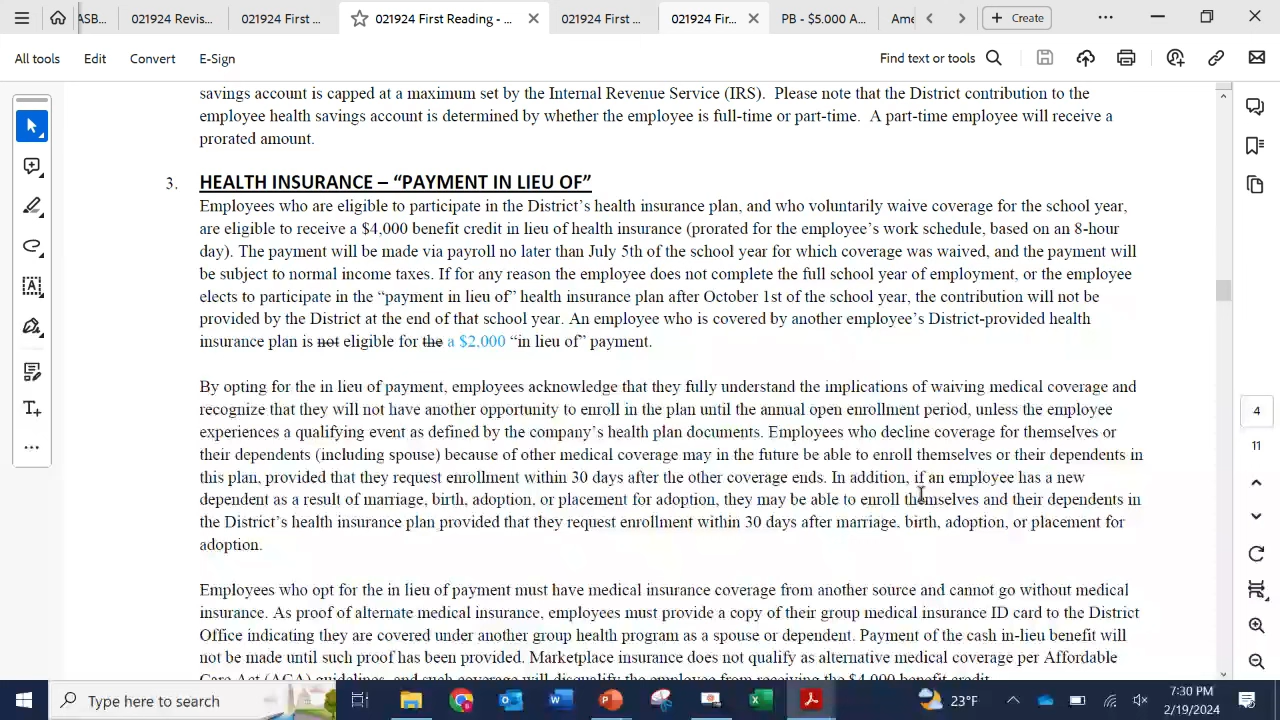 ASB...
021924 Revis...
021924 First ...
021924 First Reading - ...
021924 First ...
021924 Fir...
PB - $5.000 A...
Ame
Create
All tools
Edit
Convert
E-Sign
Find text or tools
savings account is capped at a maximum set by the Internal Revenue Service (IRS). Please note that the District contribution to the
employee health savings account is determined by whether the employee is full-time or part-time. A part-time employee will receive a
prorated amount.
3. HEALTH INSURANCE – “PAYMENT IN LIEU OF”
Employees who are eligible to participate in the District’s health insurance plan, and who voluntarily waive coverage for the school year,
are eligible to receive a $4,000 benefit credit in lieu of health insurance (prorated for the employee’s work schedule, based on an 8-hour
day). The payment will be made via payroll no later than July 5th of the school year for which coverage was waived, and the payment will
be subject to normal income taxes. If for any reason the employee does not complete the full school year of employment, or the employee
elects to participate in the “payment in lieu of” health insurance plan after October 1st of the school year, the contribution will not be
provided by the District at the end of that school year. An employee who is covered by another employee’s District-provided health
insurance plan is not eligible for the a $2,000 “in lieu of” payment.
By opting for the in lieu of payment, employees acknowledge that they fully understand the implications of waiving medical coverage and
recognize that they will not have another opportunity to enroll in the plan until the annual open enrollment period, unless the employee
experiences a qualifying event as defined by the company’s health plan documents. Employees who decline coverage for themselves or
their dependents (including spouse) because of other medical coverage may in the future be able to enroll themselves or their dependents in
this plan, provided that they request enrollment within 30 days after the other coverage ends. In addition, if an employee has a new
dependent as a result of marriage, birth, adoption, or placement for adoption, they may be able to enroll themselves and their dependents in
the District’s health insurance plan provided that they request enrollment within 30 days after marriage, birth, adoption, or placement for
adoption.
Employees who opt for the in lieu of payment must have medical insurance coverage from another source and cannot go without medical
insurance. As proof of alternate medical insurance, employees must provide a copy of their group medical insurance ID card to the District
Office indicating they are covered under another group health program as a spouse or dependent. Payment of the cash in-lieu benefit will
not be made until such proof has been provided. Marketplace insurance does not qualify as alternative medical coverage per Affordable
Care Act (ACA) guidelines, and such coverage will disqualify the employee from receiving the $4,000 benefit credit.
4
11
Type here to search
23°F
7:30 PM
2/19/2024